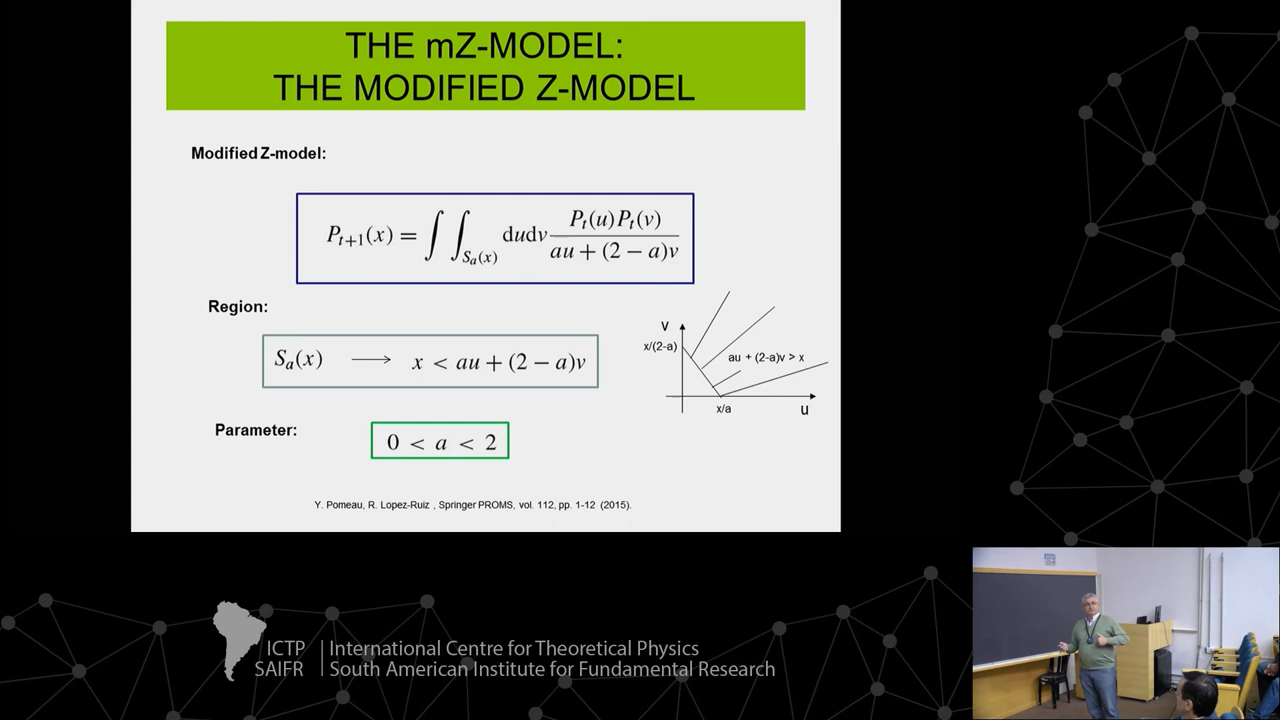 THE mZ-MODEL:
THE MODIFIED Z-MODEL
Modified Z-model:
P_{t+1}(x) = ∫∫_{S_a(x)} dudv P_t(u)P_t(v) / au + (2 − a)v
Region:
S_a(x) ⟶ x < au + (2 − a)v
v
x/(2-a)
au + (2-a)v > x
x/a
u
Parameter:
0 < a < 2
Y. Pomeau, R. Lopez-Ruiz , Springer PROMS, vol. 112, pp. 1-12 (2015).
ICTP | International Centre for Theoretical Physics
SAIFR | South American Institute for Fundamental Research